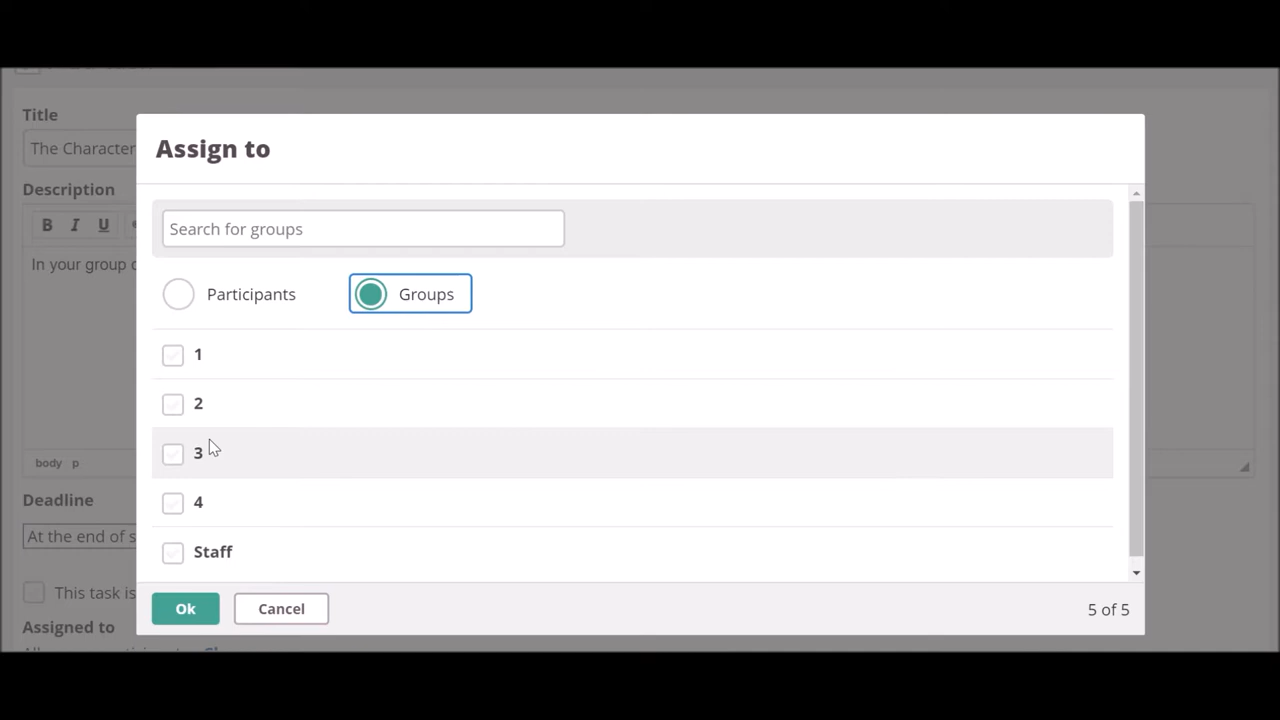 Title
Assign to
The Character
Description
Search for groups
B I U
In your group
Participants
Groups
1
2
3
body p
4
Deadline
At the end of
Staff
This task is
Ok
Cancel
5 of 5
Assigned to